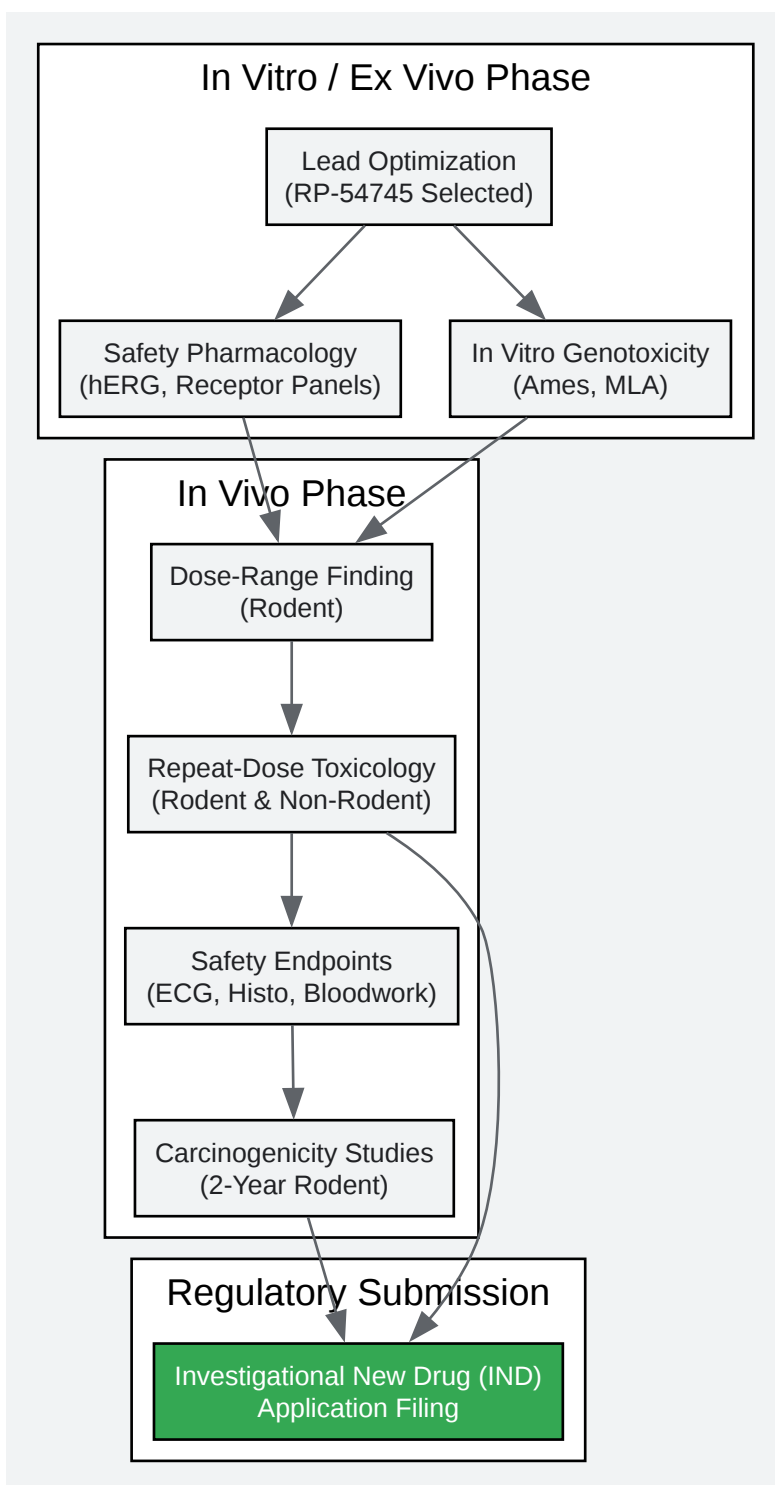 In Vitro / Ex Vivo Phase
Lead Optimization
(RP-54745 Selected)
Safety Pharmacology
(hERG, Receptor Panels)
In Vitro Genotoxicity
(Ames, MLA)
In Vivo Phase
Dose-Range Finding
(Rodent)
Repeat-Dose Toxicology
(Rodent & Non-Rodent)
Safety Endpoints
(ECG, Histo, Bloodwork)
Carcinogenicity Studies
(2-Year Rodent)
Regulatory Submission
Investigational New Drug (IND)
Application Filing